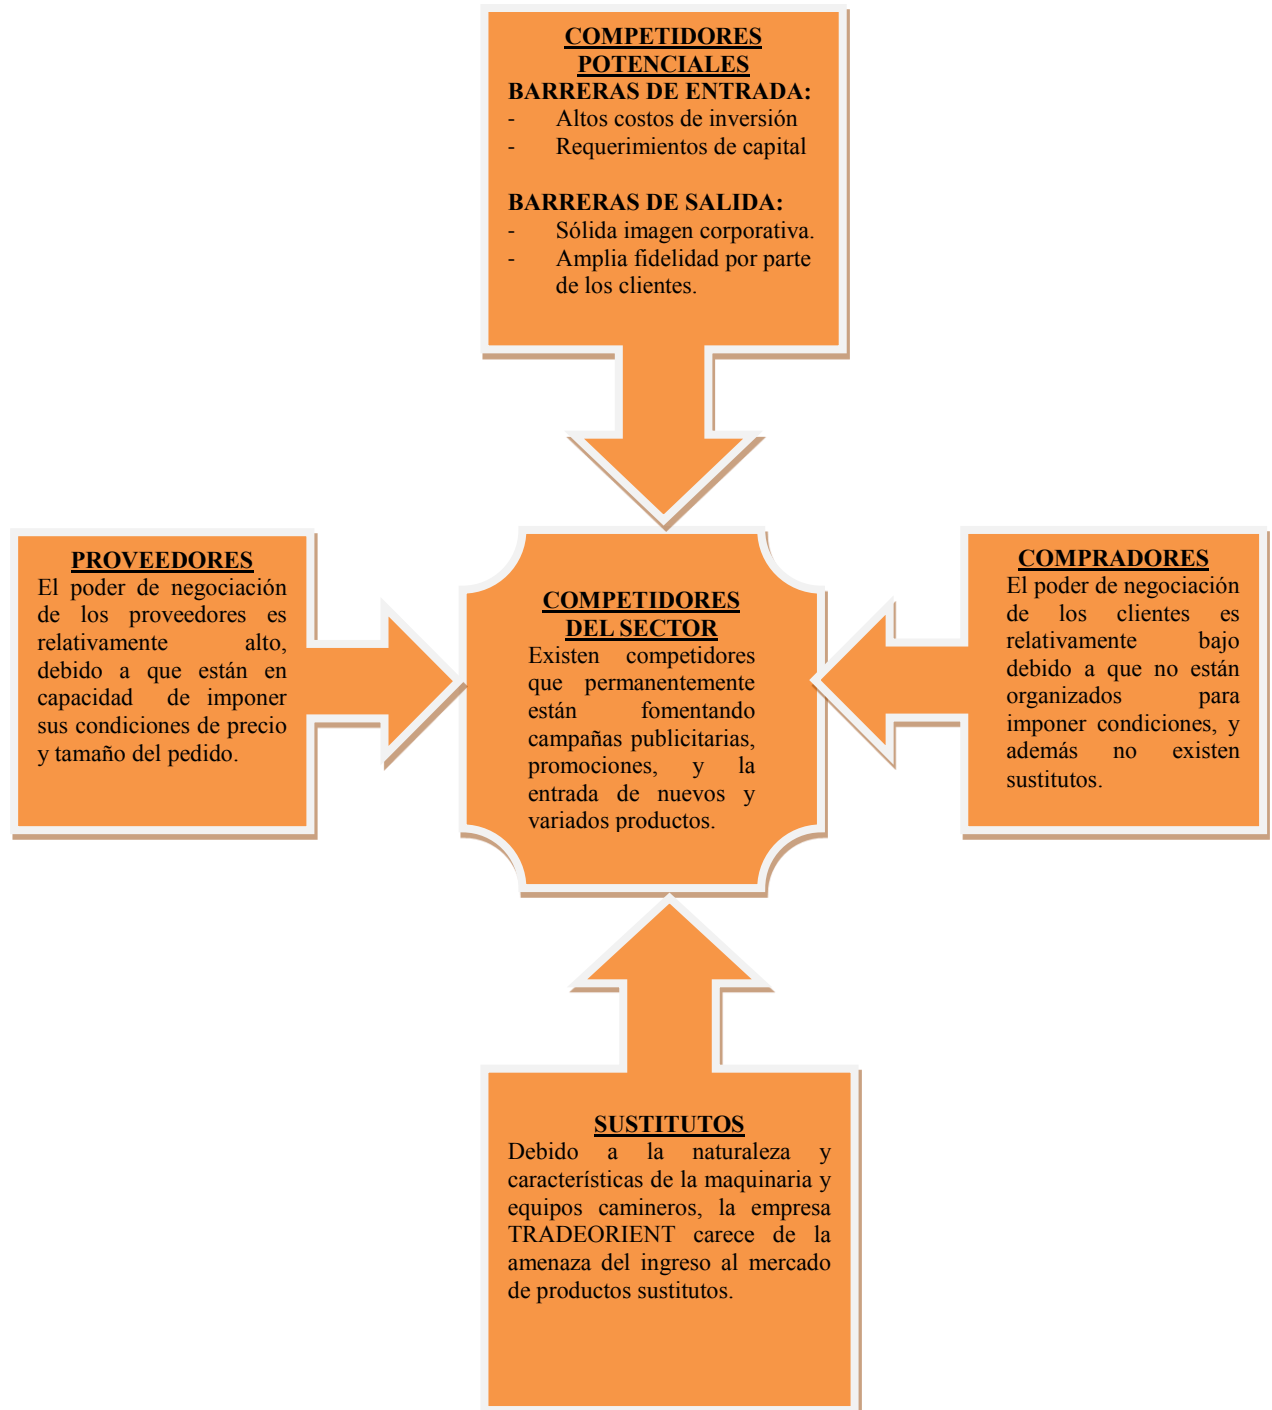 COMPETIDORES
POTENCIALES
BARRERAS DE ENTRADA:
- Altos costos de inversión
- Requerimientos de capital
BARRERAS DE SALIDA:
- Sólida imagen corporativa.
- Amplia fidelidad por parte
de los clientes.
PROVEEDORES
El poder de negociación
de los proveedores es
relativamente alto,
debido a que están en
capacidad de imponer
sus condiciones de precio
y tamaño del pedido.
COMPETIDORES
DEL SECTOR
Existen competidores
que permanentemente
están fomentando
campañas publicitarias,
promociones, y la
entrada de nuevos y
variados productos.
COMPRADORES
El poder de negociación
de los clientes es
relativamente bajo
debido a que no están
organizados para
imponer condiciones, y
además no existen
sustitutos.
SUSTITUTOS
Debido a la naturaleza y
características de la maquinaria y
equipos camineros, la empresa
TRADEORIENT carece de la
amenaza del ingreso al mercado
de productos sustitutos.